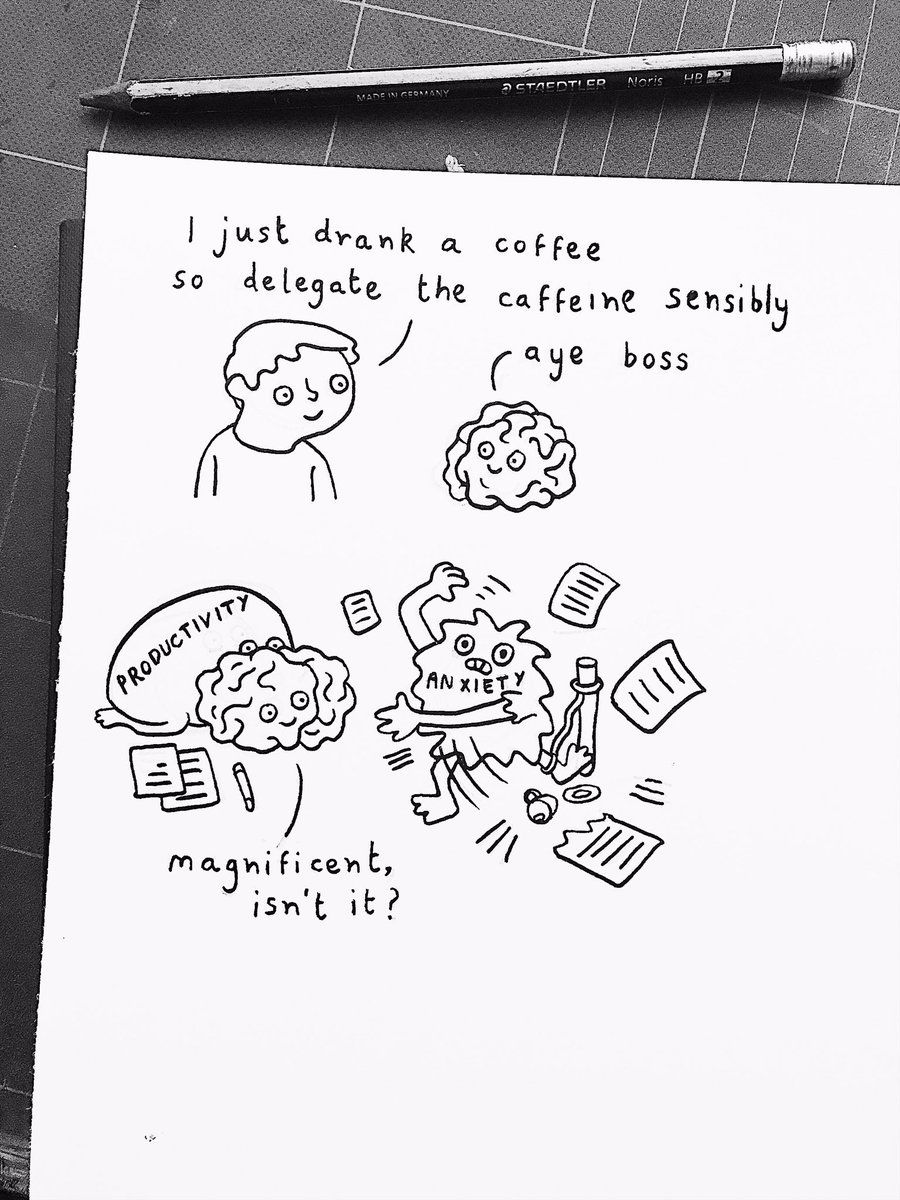 MADE IN GERMANY STAEDTLER Noris HB 2
I just drank a coffee
so delegate the caffeine sensibly
aye boss
PRODUCTIVITY
ANXIETY
magnificent,
isn't it?